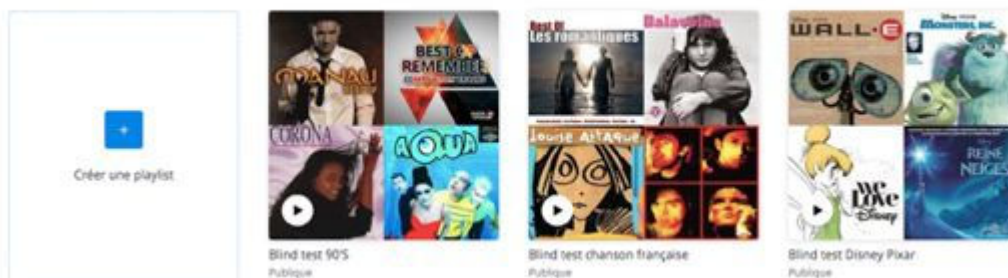 +
Créer une playlist
MANAU
BEST &
REMEMBER
CORONA
AQUA
Blind test 90'S
Publique
Best Of
Les romantiques
Balavoine
Louise Attaque
Blind test chanson française
Publique
WALL•E
MONSTERS, INC.
REINE
NEIGES
We
Love
Disney
Blind test Disney Pixar
Publique